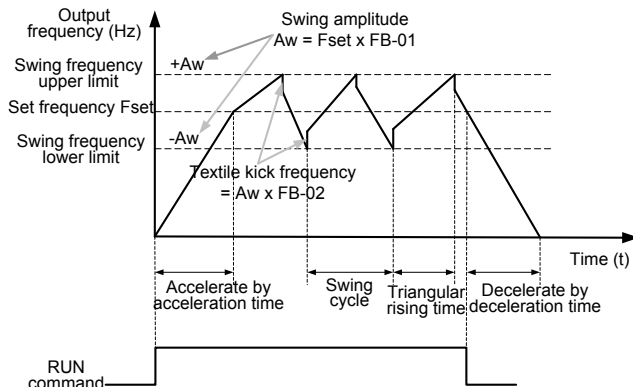 Output
frequency (Hz)
Swing amplitude
Aw = Fset x FB-01
Swing frequency
upper limit
+Aw
Set frequency Fset
Swing frequency
lower limit
-Aw
Textile kick frequency
= Aw x FB-02
Time (t)
Accelerate by
acceleration time
Swing
cycle
Triangular
rising time
Decelerate by
deceleration time
RUN
command